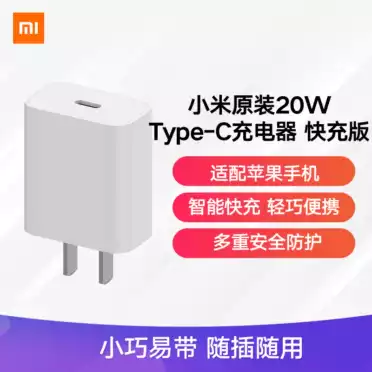 mi
小米原装20W
Type-C充电器 快充版
适配苹果手机
智能快充 轻巧便携
多重安全防护
小巧易带 随插随用